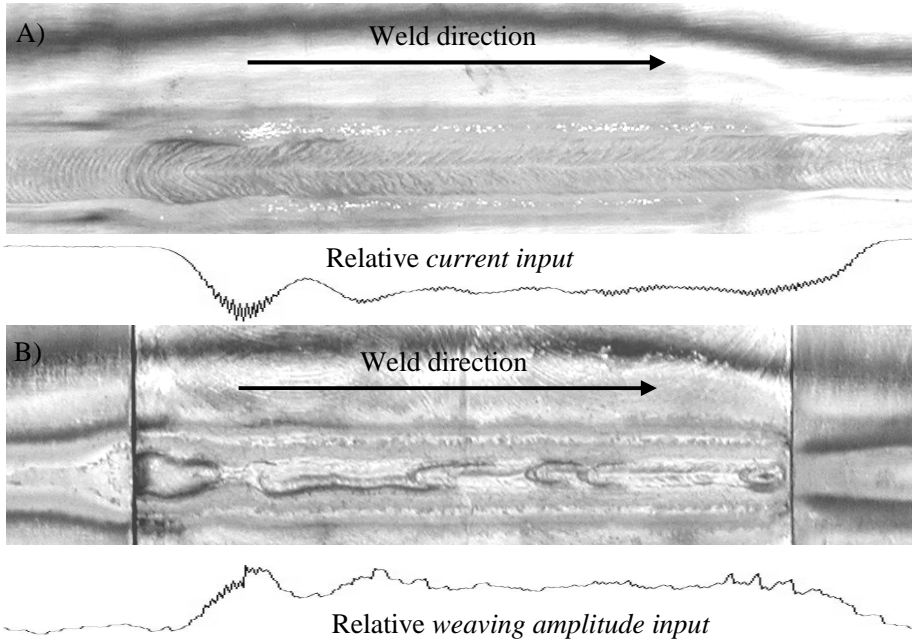 A)
Weld direction
Relative current input
B)
Weld direction
Relative weaving amplitude input